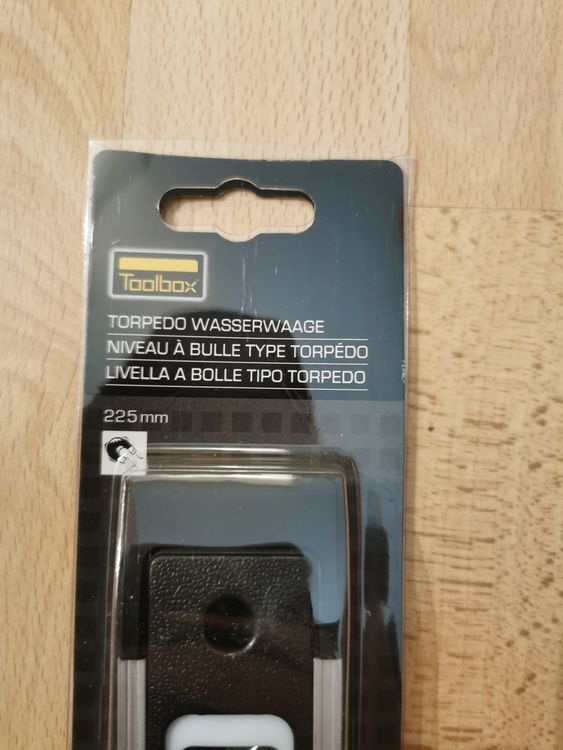 Toolbox
TORPEDO WASSERWAAGE
NIVEAU À BULLE TYPE TORPÉDO
LIVELLA A BOLLE TIPO TORPEDO
225 mm